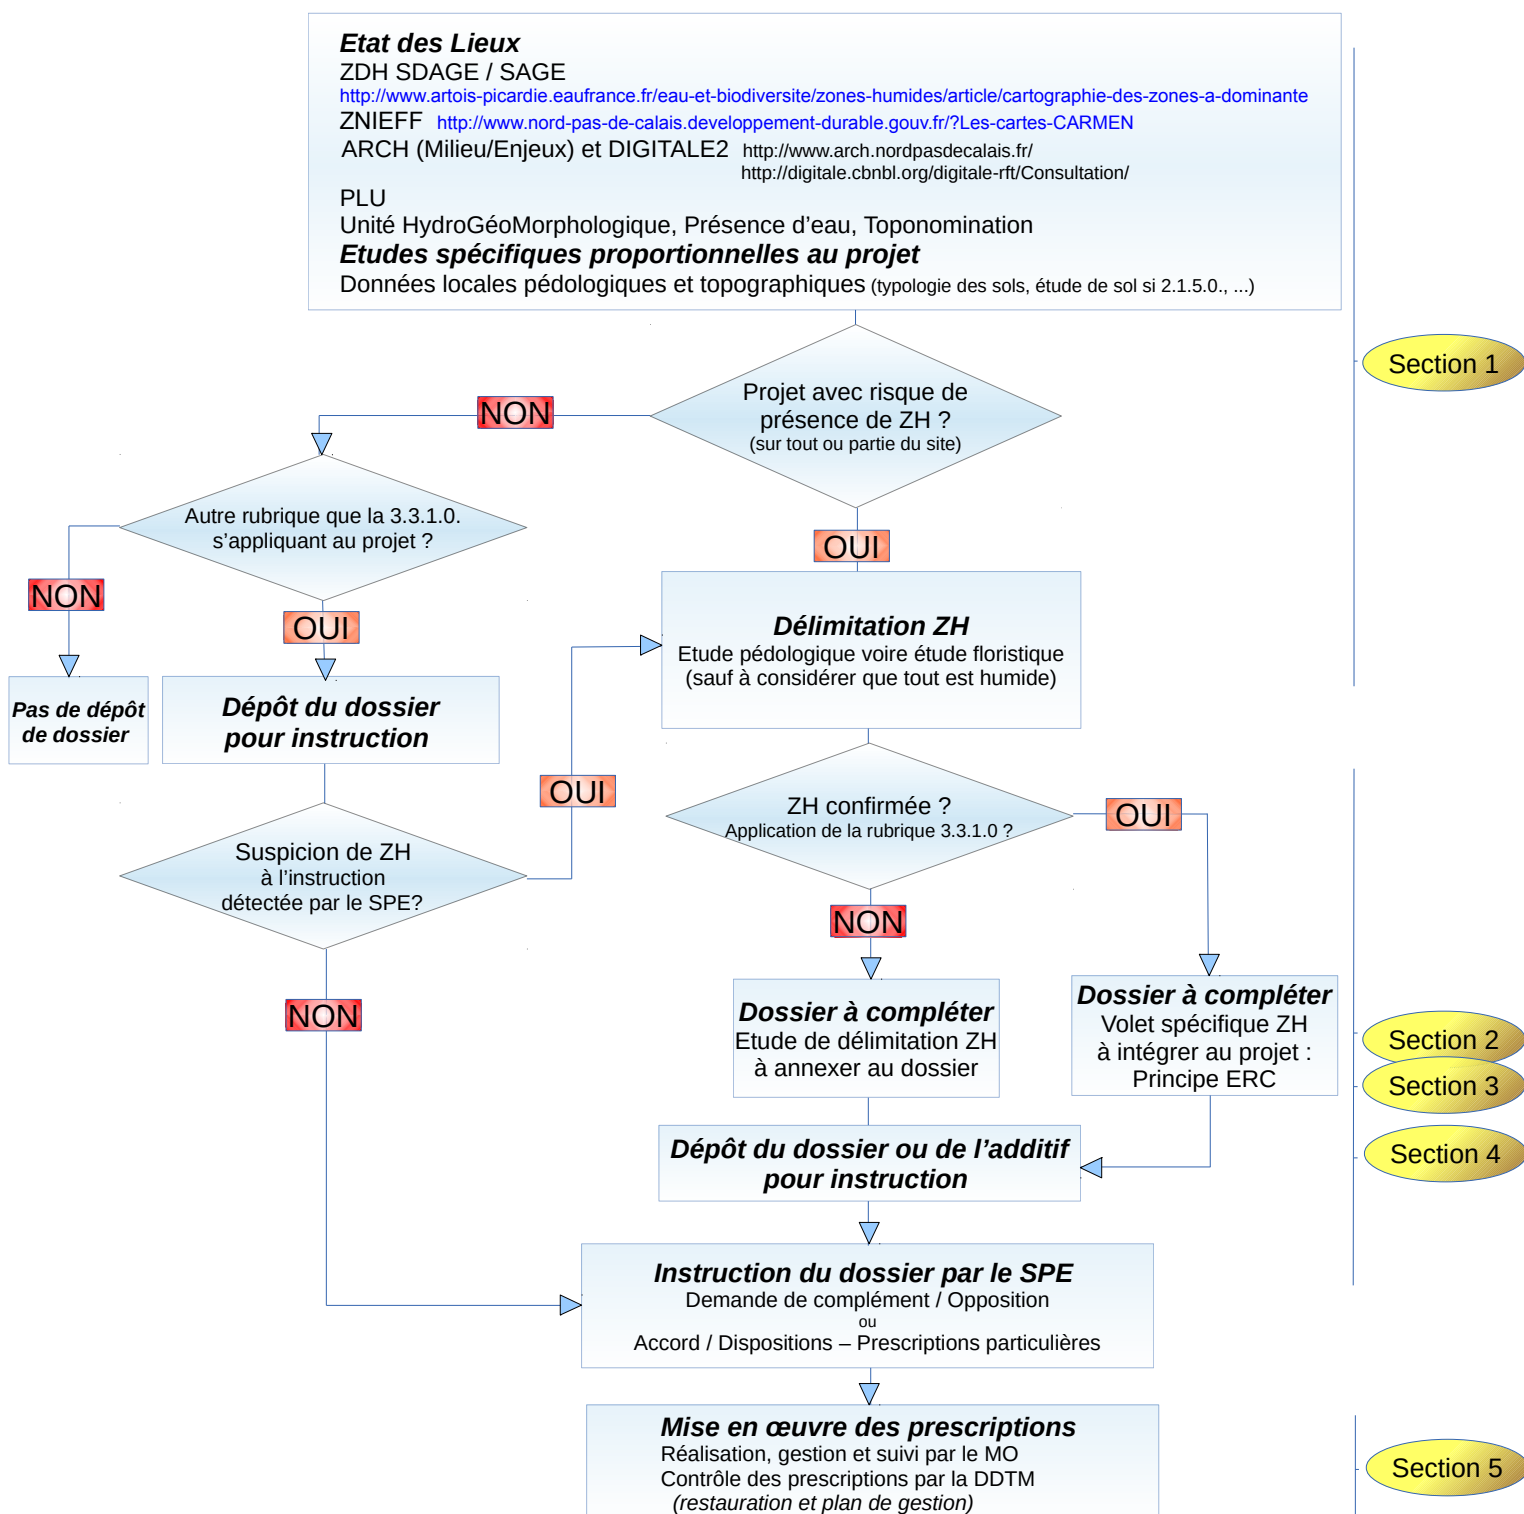 Etat des Lieux
ZDH SDAGE / SAGE
http://www.artois-picardie.eaufrance.fr/eau-et-biodiversite/zones-humides/article/cartographie-des-zones-a-dominante
ZNIEFF http://www.nord-pas-de-calais.developpement-durable.gouv.fr/?Les-cartes-CARMEN
ARCH (Milieu/Enjeux) et DIGITALE2 http://www.arch.nordpasdecalais.fr/
http://digitale.cbnbl.org/digitale-rft/Consultation/
PLU
Unité HydroGéoMorphologique, Présence d'eau, Toponomination
Etudes spécifiques proportionnelles au projet
Données locales pédologiques et topographiques (typologie des sols, étude de sol si 2.1.5.0., ...)
Section 1
Projet avec risque de
présence de ZH ?
(sur tout ou partie du site)
NON
Autre rubrique que la 3.3.1.0.
s'appliquant au projet ?
OUI
NON
OUI
Délimitation ZH
Etude pédologique voire étude floristique
(sauf à considérer que tout est humide)
Pas de dépôt
de dossier
Dépôt du dossier
pour instruction
OUI
ZH confirmée ?
Application de la rubrique 3.3.1.0 ?
OUI
Suspicion de ZH
à l'instruction
détectée par le SPE?
NON
NON
Dossier à compléter
Etude de délimitation ZH
à annexer au dossier
Dossier à compléter
Volet spécifique ZH
à intégrer au projet :
Principe ERC
Section 2
Section 3
Section 4
Dépôt du dossier ou de l'additif
pour instruction
Instruction du dossier par le SPE
Demande de complément / Opposition
ou
Accord / Dispositions – Prescriptions particulières
Mise en œuvre des prescriptions
Réalisation, gestion et suivi par le MO
Contrôle des prescriptions par la DDTM
(restauration et plan de gestion)
Section 5